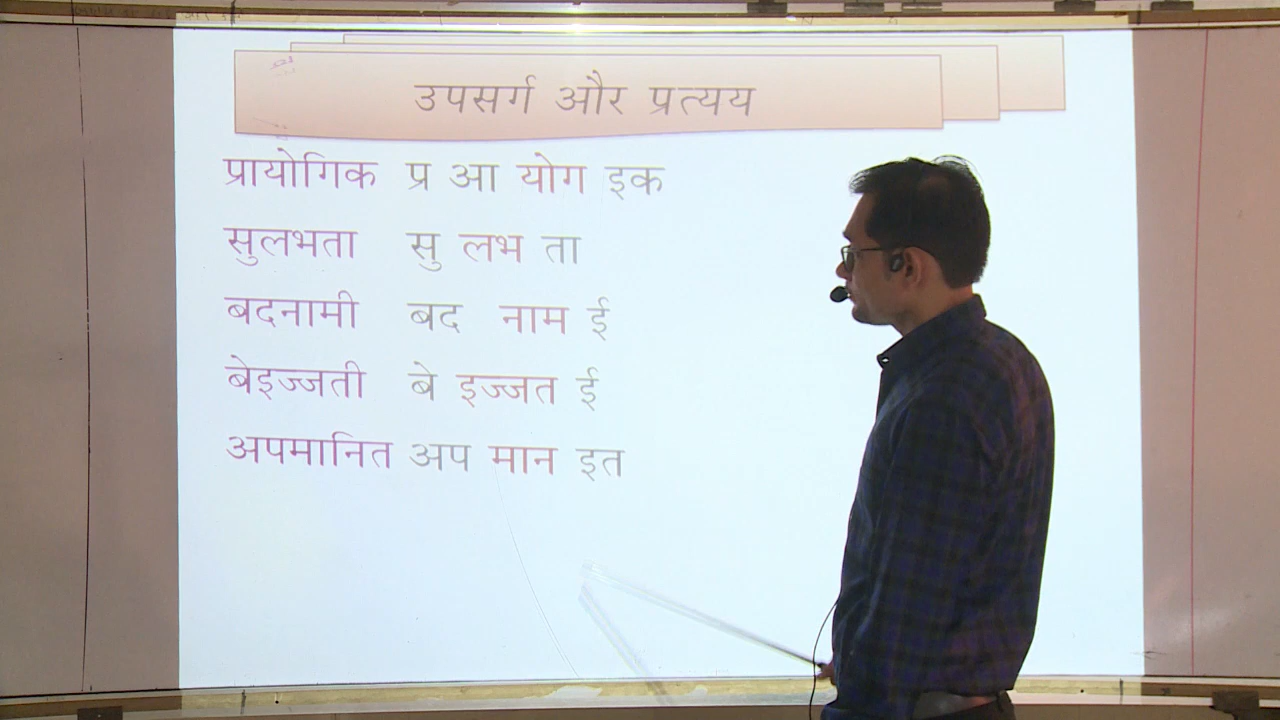 उपसर्ग और प्रत्यय
प्रायोगिक प्र आ योग इक
सुलभता सु लभ ता
बदनामी बद नाम ई
बेइज्जती बे इज्जत ई
अपमानित अप मान इत